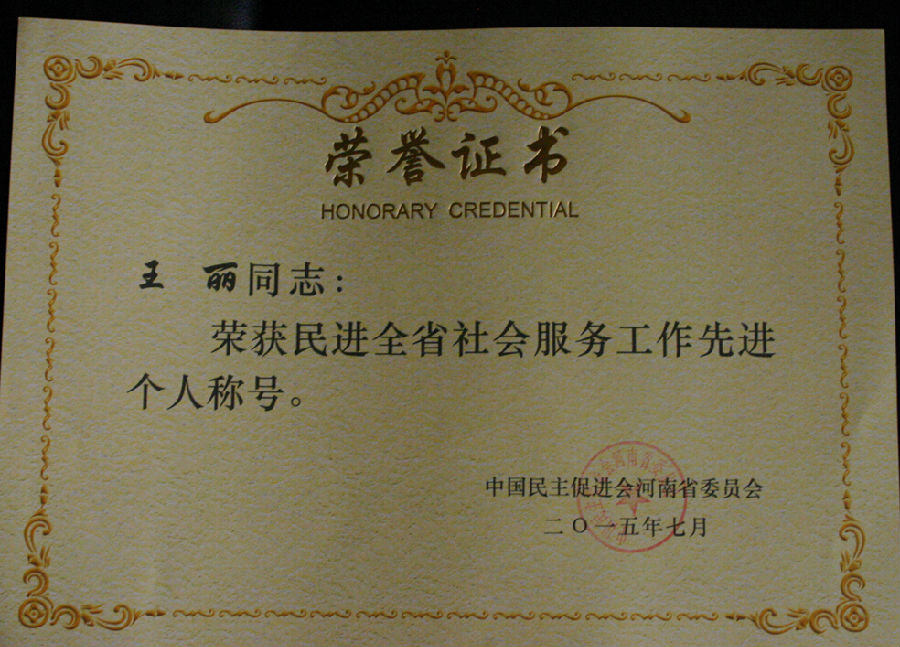 荣誉证书
HONORARY CREDENTIAL
王 丽同志：
荣获民进全省社会服务工作先进
个人称号。
中国民主促进会河南省委员会
二〇一五年七月